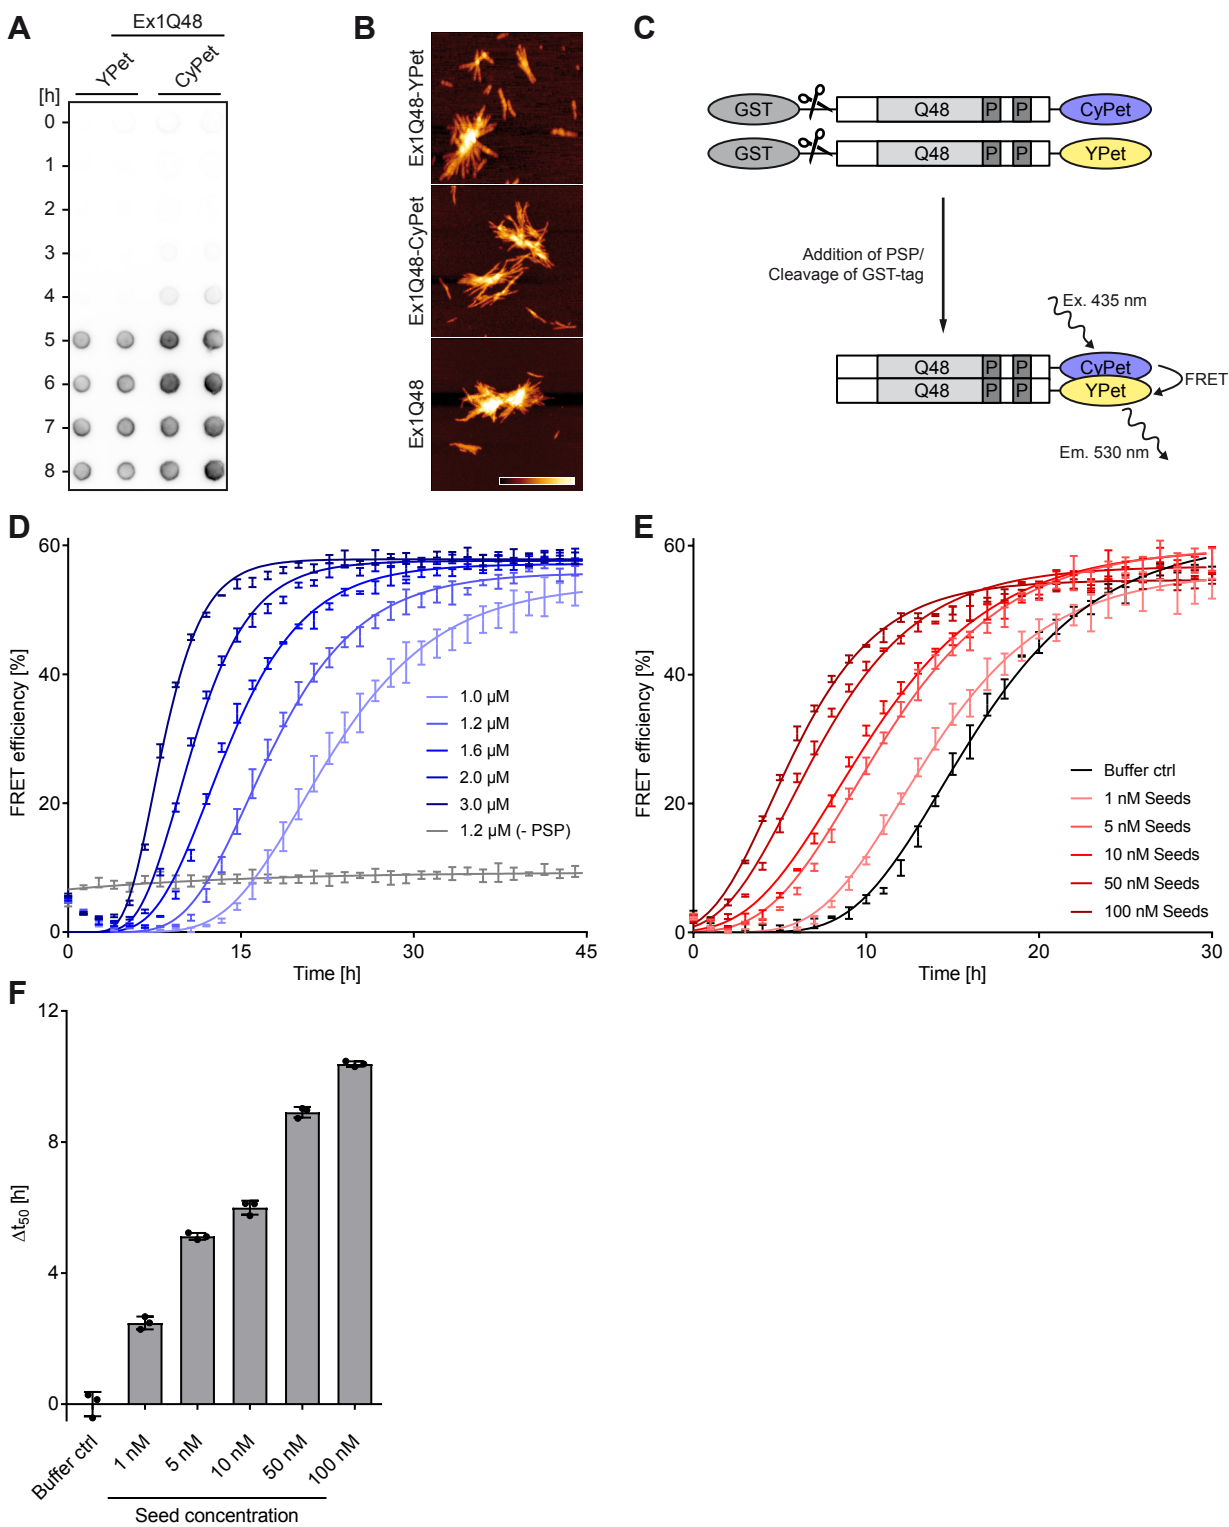 A
Ex1Q48
YPet
CyPet
[h]
0
1
2
3
4
5
6
7
8
B
Ex1Q48-YPet
Ex1Q48-CyPet
Ex1Q48
C
GST
Q48
P
P
CyPet
GST
Q48
P
P
YPet
Addition of PSP/
Cleavage of GST-tag
Ex. 435 nm
Q48
P
P
CyPet
Q48
P
P
YPet
FRET
Em. 530 nm
D
FRET efficiency [%]
60
40
20
0
0
15
30
45
Time [h]
1.0 µM
1.2 µM
1.6 µM
2.0 µM
3.0 µM
1.2 µM (- PSP)
E
FRET efficiency [%]
60
40
20
0
0
10
20
30
Time [h]
Buffer ctrl
1 nM Seeds
5 nM Seeds
10 nM Seeds
50 nM Seeds
100 nM Seeds
F
Δt50 [h]
12
8
4
0
Buffer ctrl
1 nM
5 nM
10 nM
50 nM
100 nM
Seed concentration